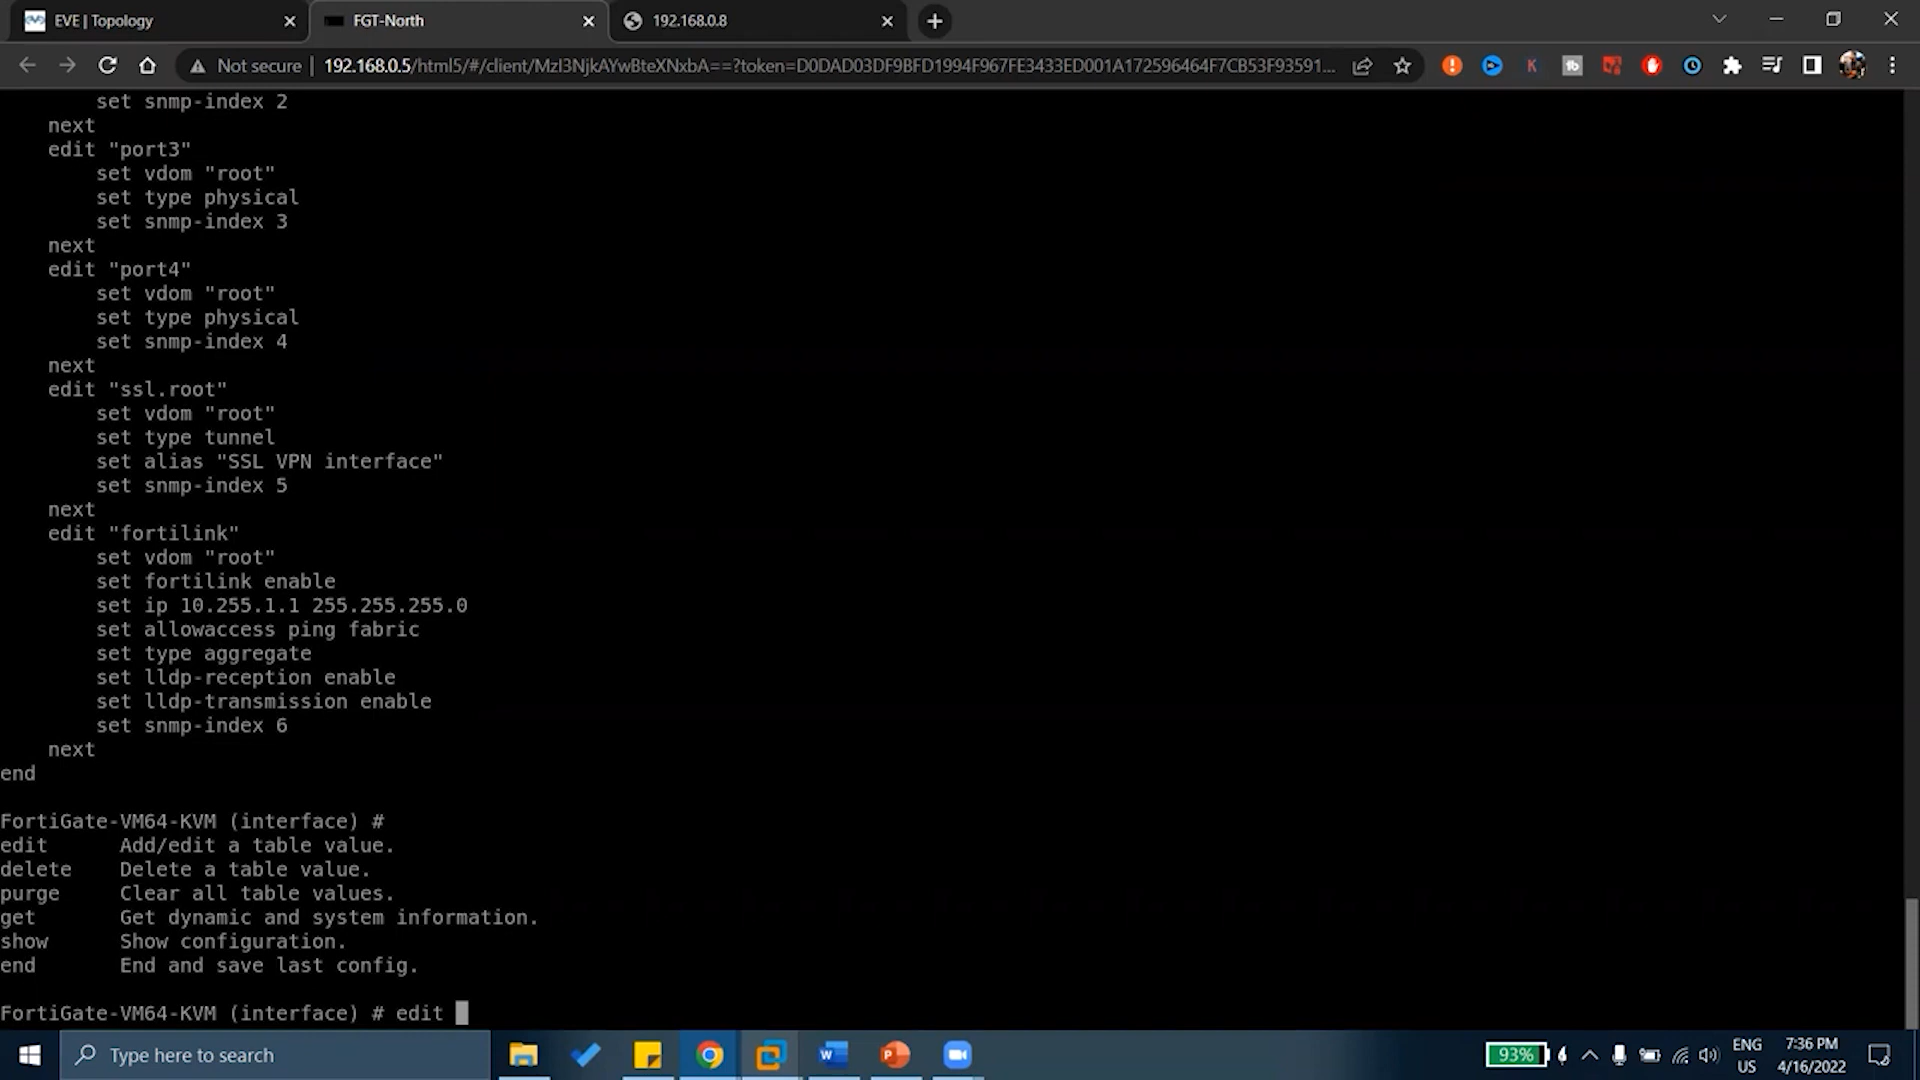 EVE | Topology
FGT-North
192.168.0.8
Not secure
192.168.0.5/html5/#/client/MzI3NjkAYwBteXNxbA==?token=D0DAD03DF9BFD1994F967FE3433ED001A172596464F7CB53F93591...
set snmp-index 2
next
edit "port3"
set vdom "root"
set type physical
set snmp-index 3
next
edit "port4"
set vdom "root"
set type physical
set snmp-index 4
next
edit "ssl.root"
set vdom "root"
set type tunnel
set alias "SSL VPN interface"
set snmp-index 5
next
edit "fortilink"
set vdom "root"
set fortilink enable
set ip 10.255.1.1 255.255.255.0
set allowaccess ping fabric
set type aggregate
set lldp-reception enable
set lldp-transmission enable
set snmp-index 6
next
end
FortiGate-VM64-KVM (interface) #
edit Add/edit a table value.
delete Delete a table value.
purge Clear all table values.
get Get dynamic and system information.
show Show configuration.
end End and save last config.
FortiGate-VM64-KVM (interface) # edit
Type here to search
93%
ENG
US
7:36 PM
4/16/2022